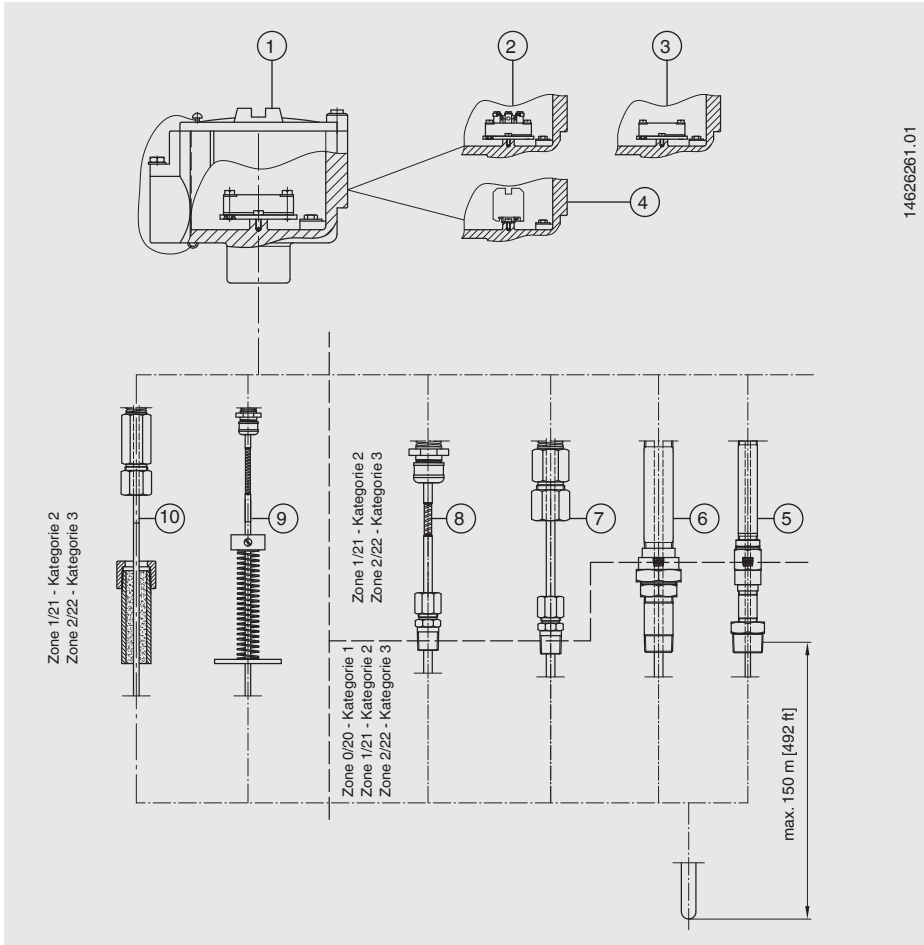 1
2
3
4
14626261.01
10
9
8
7
6
5
Zone 1/21 - Kategorie 2
Zone 2/22 - Kategorie 3
Zone 1/21 - Kategorie 2
Zone 2/22 - Kategorie 3
Zone 0/20 - Kategorie 1
Zone 1/21 - Kategorie 2
Zone 2/22 - Kategorie 3
max. 150 m [492 ft]